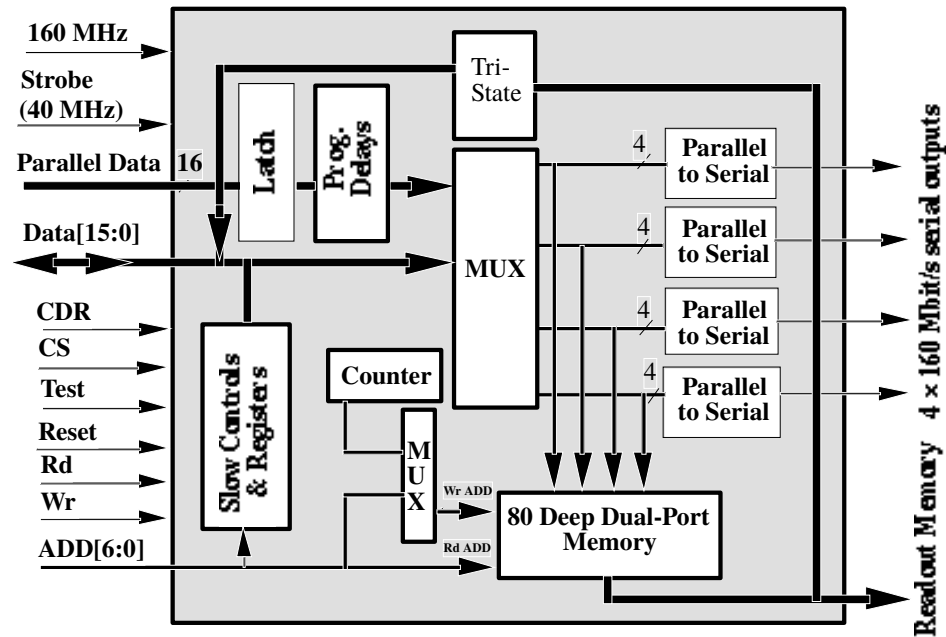 160 MHz
Strobe
(40 MHz)
Parallel Data
16
Data[15:0]
CDR
CS
Test
Reset
Rd
Wr
ADD[6:0]
Latch
Prog.
Delays
Tri-
State
MUX
Slow Controls
& Registers
Counter
M
U
X
Wr ADD
Rd ADD
80 Deep Dual-Port
Memory
4
Parallel
to Serial
4
Parallel
to Serial
4
Parallel
to Serial
4
Parallel
to Serial
Readout Memory 4 × 160 Mbit/s serial outputs